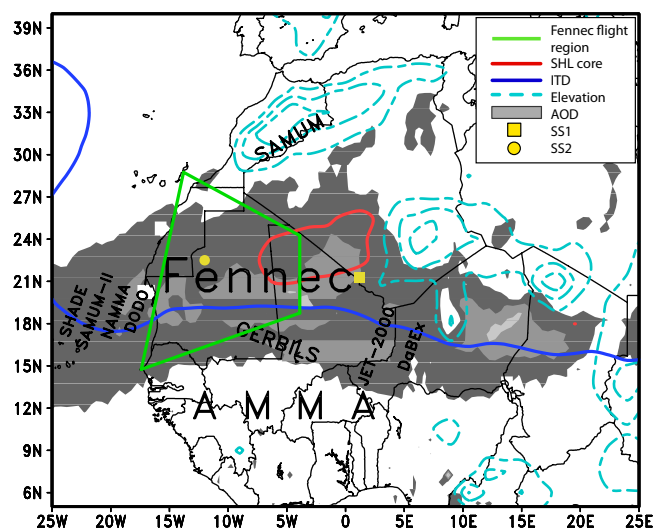 39N
36N
33N
30N
27N
24N
21N
18N
15N
12N
9N
6N
25W
20W
15W
10W
5W
0
5E
10E
15E
20E
25E
Fennec flight
region
SHL core
ITD
Elevation
AOD
SS1
SS2
SAMUM
Fennec
SHADE
SAMUM-II
NAMMA
DODO
CERBILS
JET-2000
DaBEx
AMMA